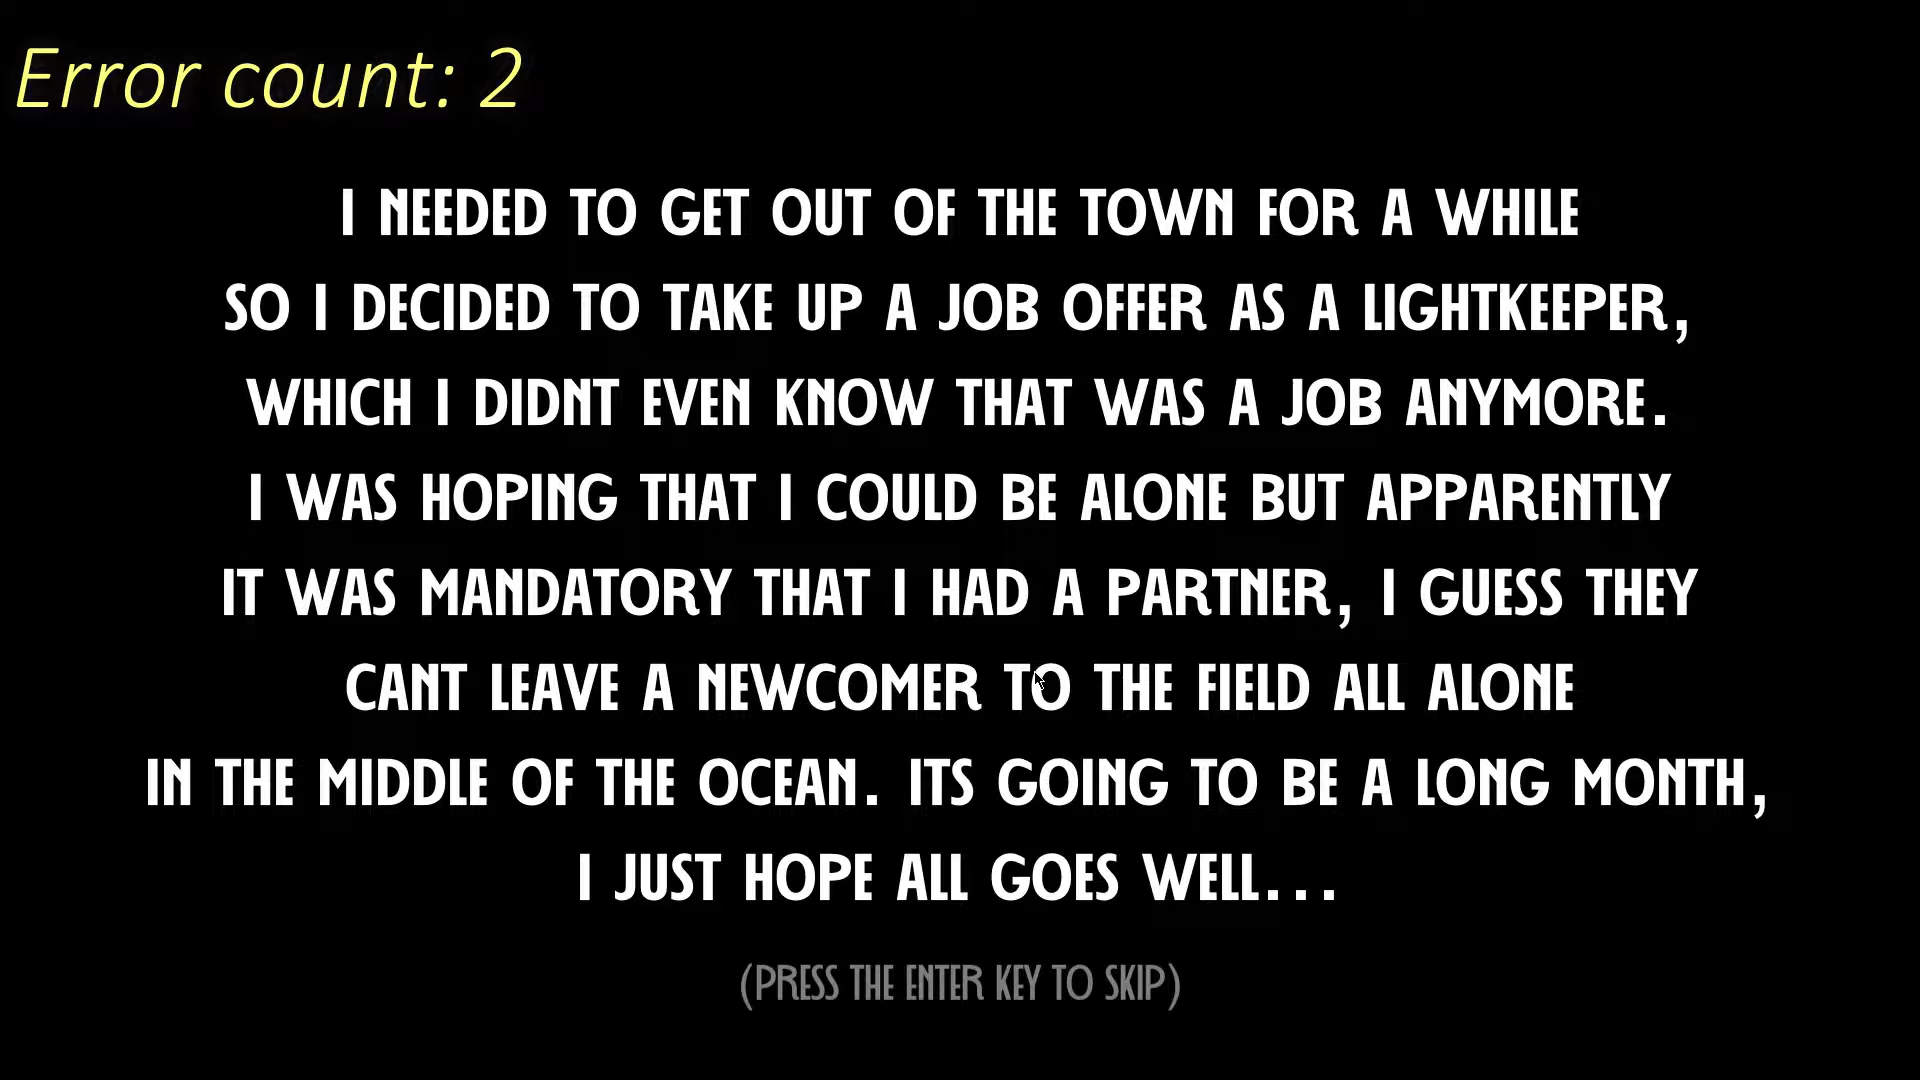 Error count: 2
I NEEDED TO GET OUT OF THE TOWN FOR A WHILE
SO I DECIDED TO TAKE UP A JOB OFFER AS A LIGHTKEEPER,
WHICH I DIDNT EVEN KNOW THAT WAS A JOB ANYMORE.
I WAS HOPING THAT I COULD BE ALONE BUT APPARENTLY
IT WAS MANDATORY THAT I HAD A PARTNER, I GUESS THEY
CANT LEAVE A NEWCOMER TO THE FIELD ALL ALONE
IN THE MIDDLE OF THE OCEAN. ITS GOING TO BE A LONG MONTH,
I JUST HOPE ALL GOES WELL...
(PRESS THE ENTER KEY TO SKIP)